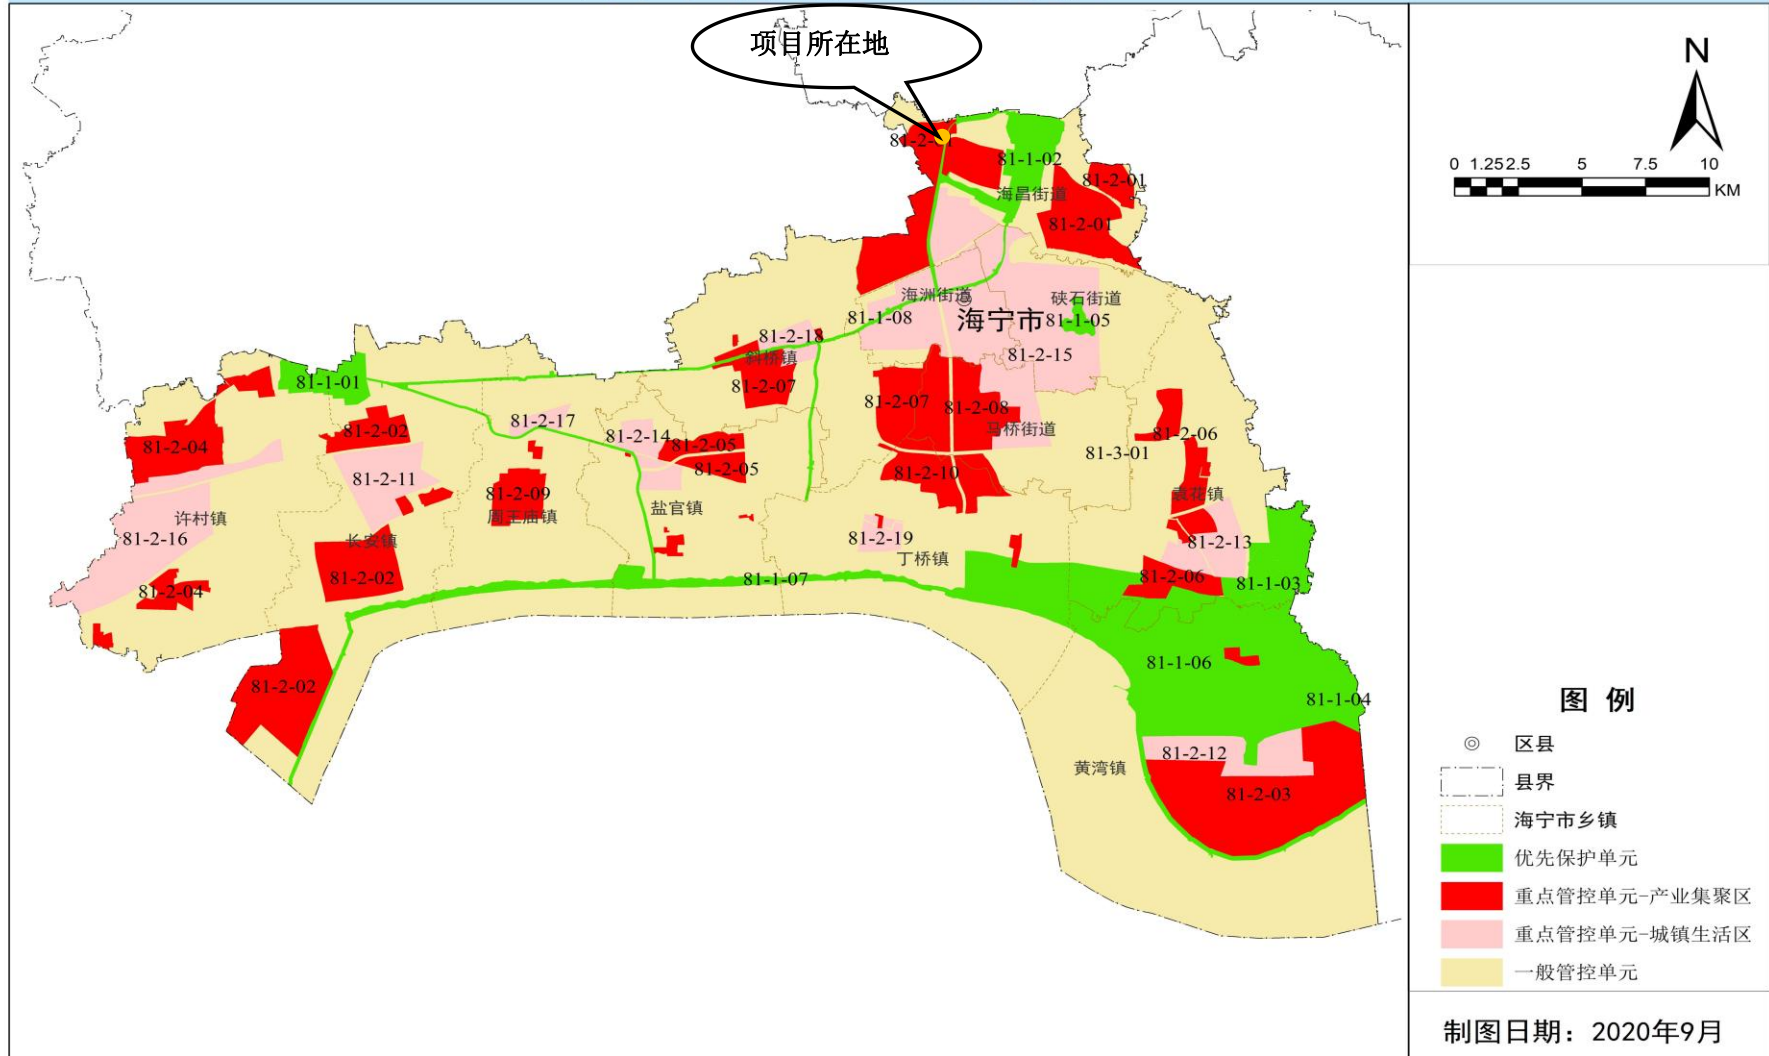 项目所在地
N
0 1.25 2.5 5 7.5 10
KM
81-2-01
81-1-02
81-2-01
海昌街道
81-2-01
海洲街道
硖石街道
81-1-08
海宁市
81-1-05
81-2-18
81-2-15
斜桥镇
81-1-01
81-2-07
81-2-07
81-2-08
81-2-17
81-2-02
81-2-14
马桥街道
81-2-06
81-2-04
81-2-05
81-3-01
81-2-05
81-2-10
81-2-11
81-2-09
袁花镇
盐官镇
许村镇
周王庙镇
81-2-16
长安镇
81-2-19
81-2-13
丁桥镇
81-2-02
81-1-07
81-2-06
81-1-03
81-2-04
81-1-06
81-2-02
81-1-04
81-2-12
黄湾镇
81-2-03
图 例
区县
县界
海宁市乡镇
优先保护单元
重点管控单元-产业集聚区
重点管控单元-城镇生活区
一般管控单元
制图日期：2020年9月